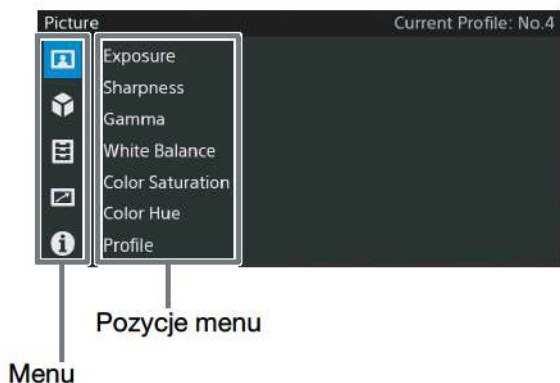 Picture Current Profile: No.4
Exposure
Sharpness
Gamma
White Balance
Color Saturation
Color Hue
Profile
Pozycje menu
Menu